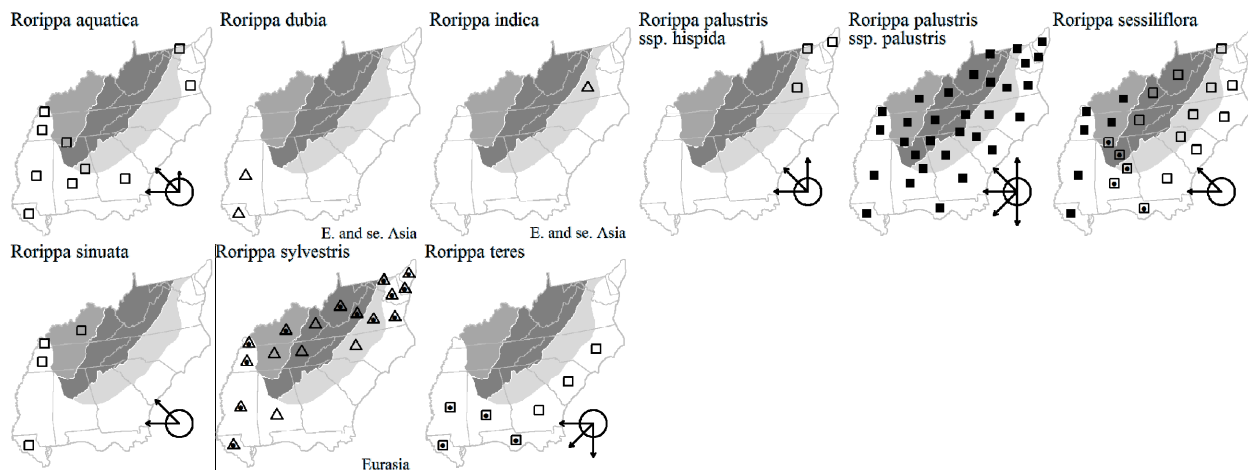 Rorippa aquatica
Rorippa dubia
Rorippa indica
Rorippa palustris
ssp. hispida
Rorippa palustris
ssp. palustris
Rorippa sessiliflora
E. and se. Asia
E. and se. Asia
Rorippa sinuata
Rorippa sylvestris
Rorippa teres
Eurasia